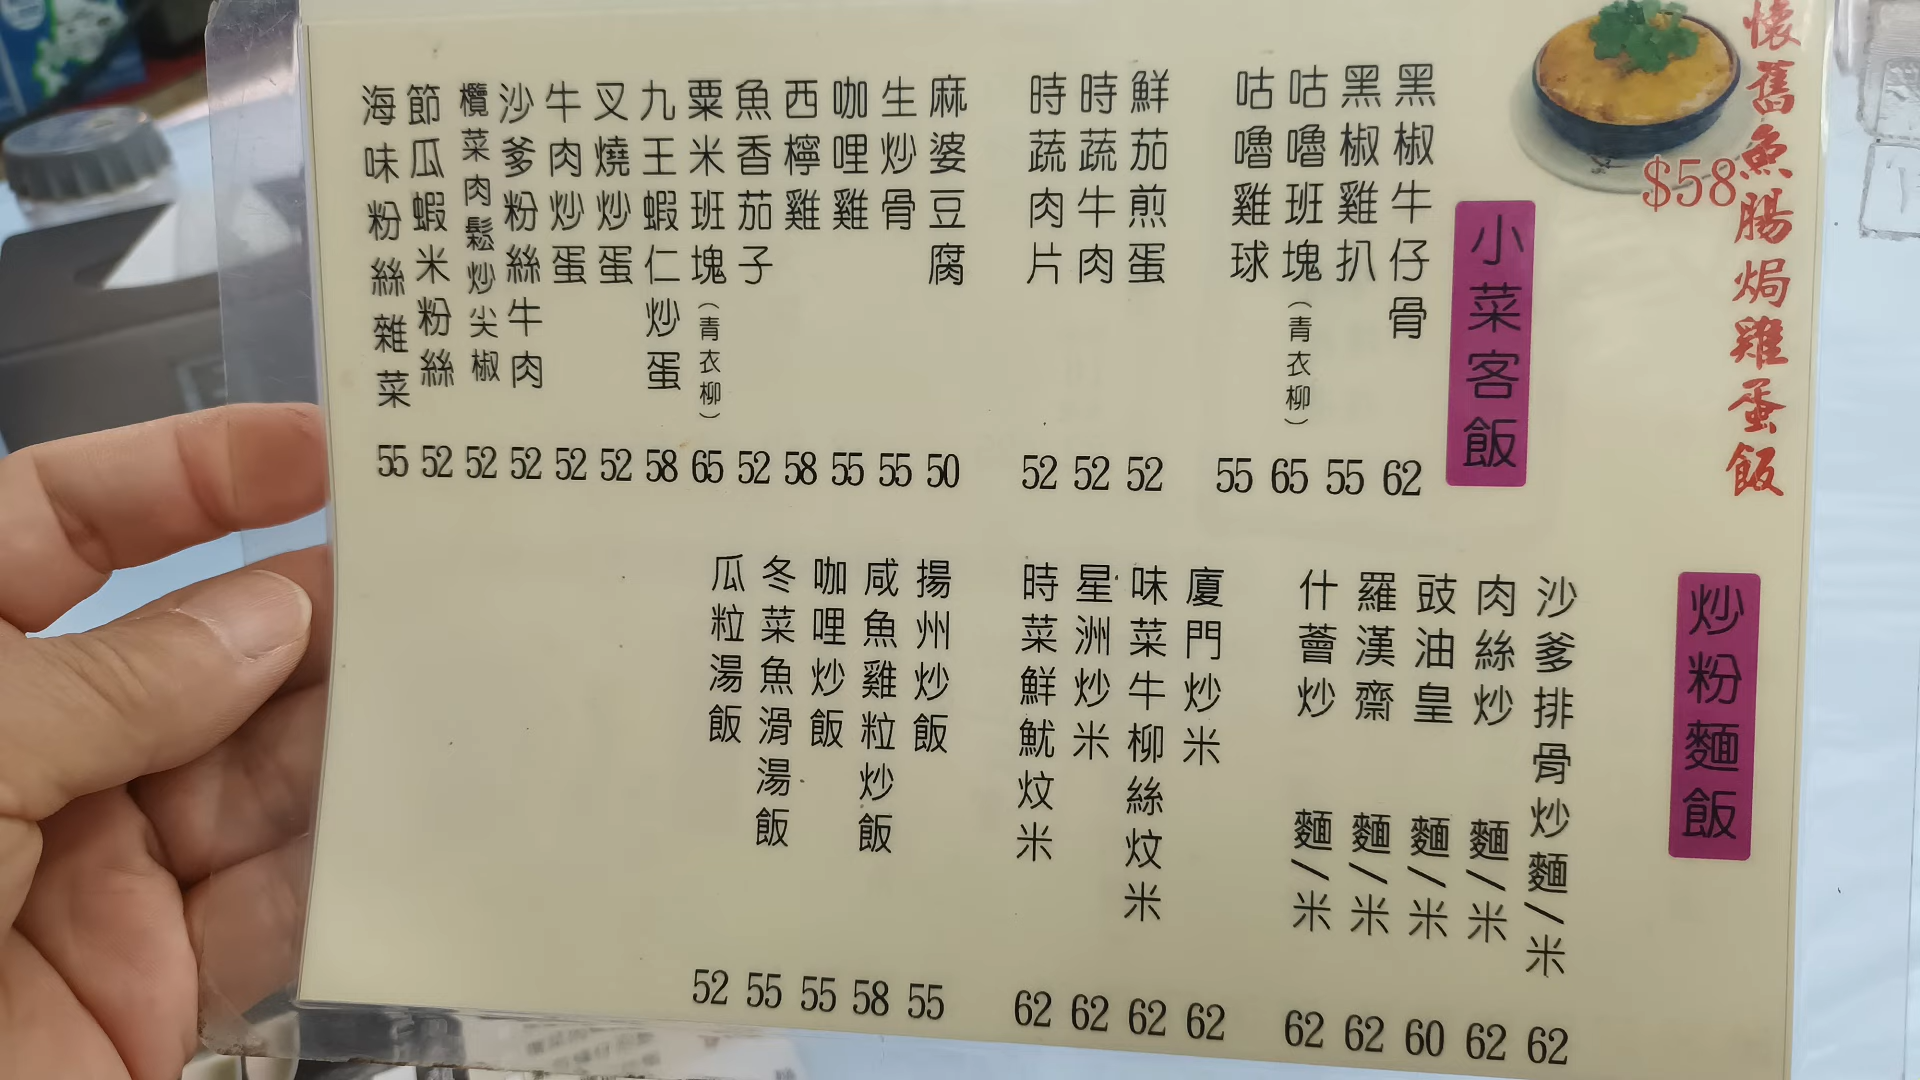 懷舊魚腸焗雞蛋飯
$58
小菜客飯
黑椒牛仔骨 62
黑椒雞扒 55
咕嚕班塊（青衣柳） 65
咕嚕雞球 55
鮮茄煎蛋 52
時蔬牛肉 52
時蔬肉片 52
麻婆豆腐 50
生炒骨 55
咖哩雞 55
西檸雞 58
魚香茄子 52
粟米班塊（青衣柳） 65
九王蝦仁炒蛋 58
叉燒炒蛋 52
牛肉炒蛋 52
沙爹粉絲牛肉 52
欖菜肉鬆炒尖椒 52
節瓜蝦米粉絲 52
海味粉絲雜菜 55
炒粉麵飯
沙爹排骨炒麵/米 62
肉絲炒 麵/米 62
豉油皇 麵/米 60
羅漢齋 麵/米 62
什薈炒 麵/米 62
廈門炒米 62
味菜牛柳絲炆米 62
星洲炒米 62
時菜鮮魷炆米 62
揚州炒飯 55
咸魚雞粒炒飯 58
咖哩炒飯 55
冬菜魚滑湯飯 55
瓜粒湯飯 52